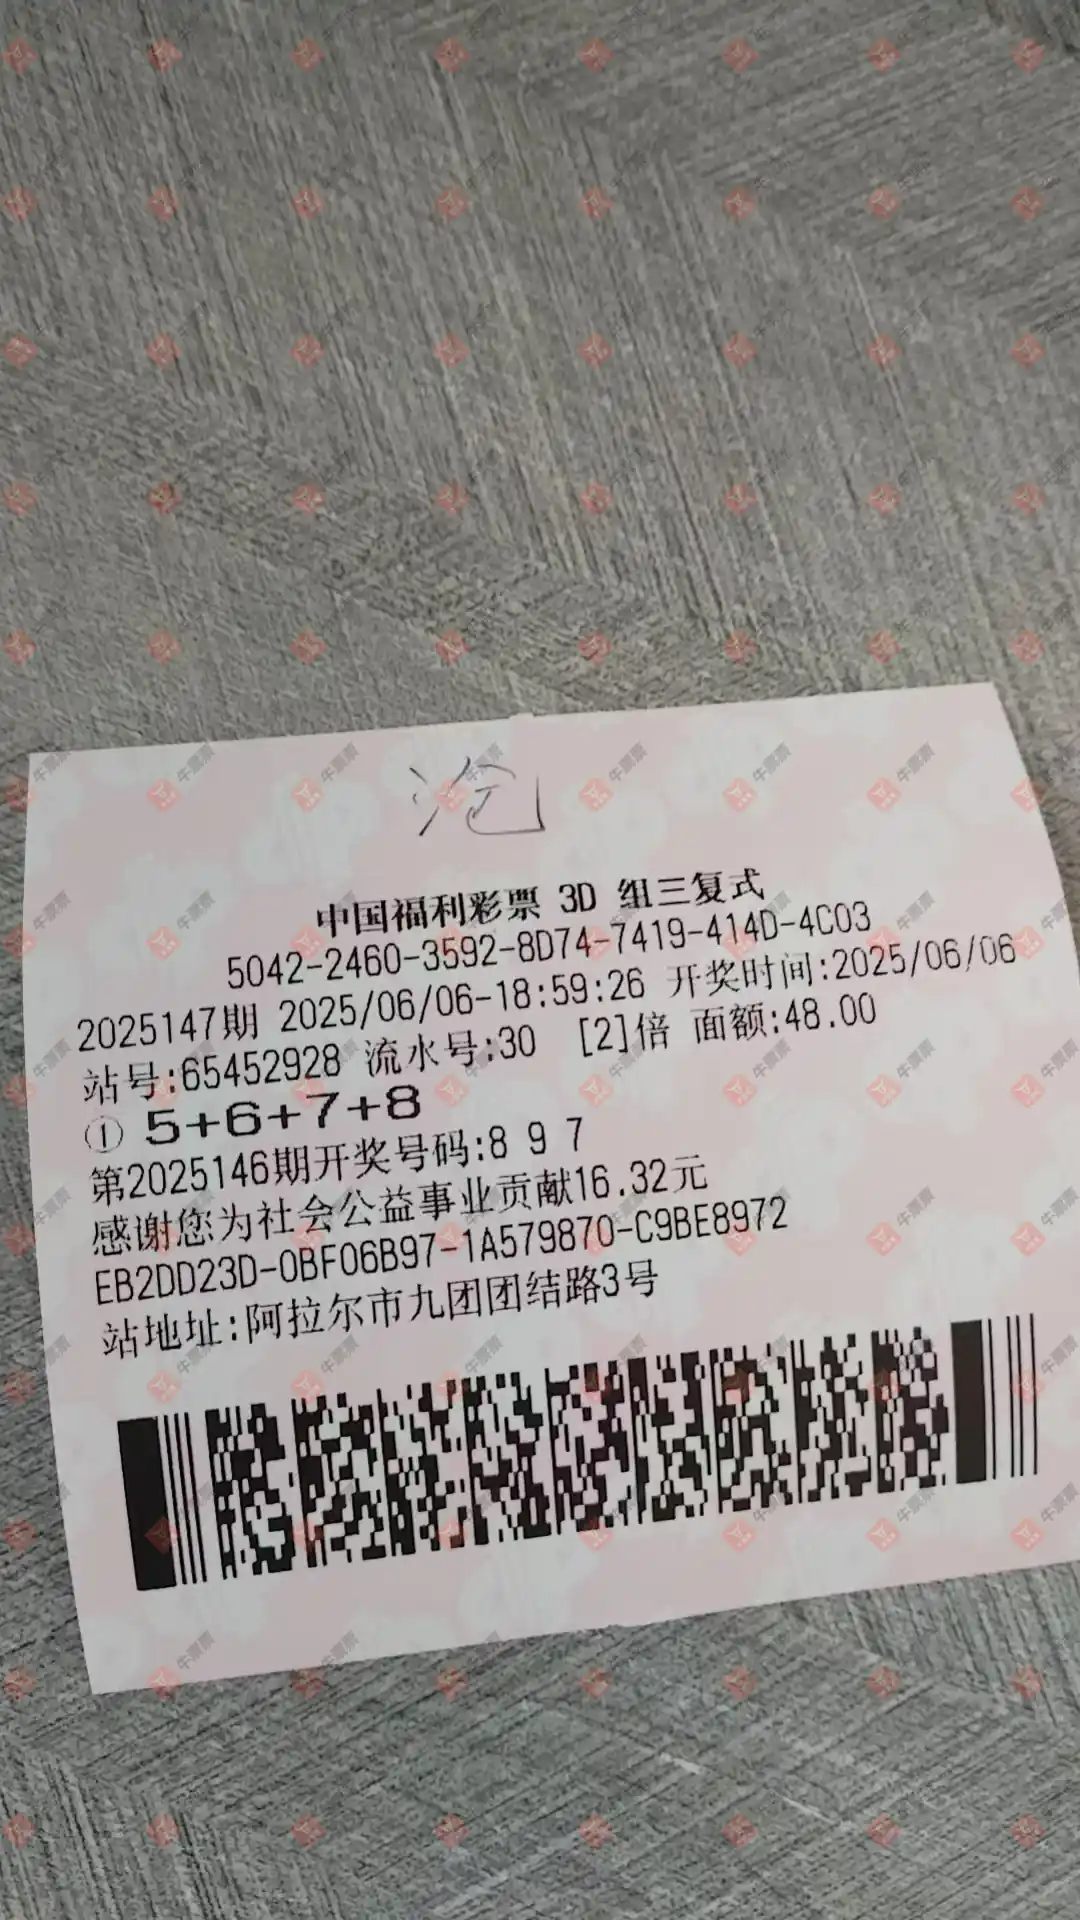 中国福利彩票 3D 组三复式
5042-2460-3592-8D74-7419-414D-4C03
2025147期 2025/06/06-18:59:26 开奖时间:2025/06/06
站号:65452928 流水号:30 [2]倍 面额:48.00
① 5+6+7+8
第2025146期开奖号码:8 9 7
感谢您为社会公益事业贡献16.32元
EB2DD23D-0BF06B97-1A579870-C9BE8972
站地址:阿拉尔市九团团结路3号
牛票票